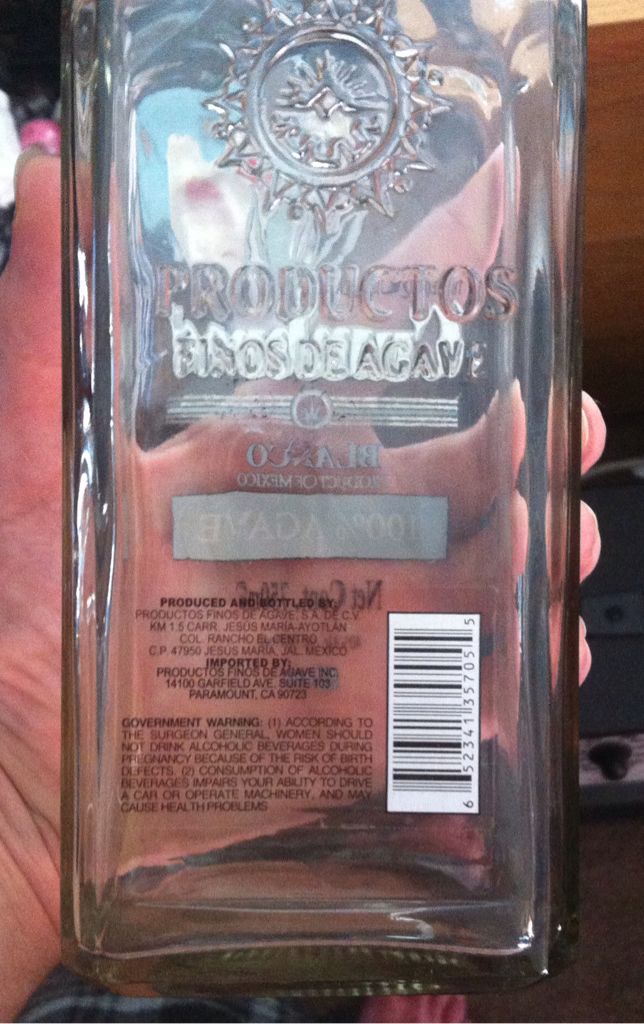 PRODUCTOS
FINOS DE AGAVE
BLANCO
PRODUCT OF MEXICO
100% AGAVE
Net Cont. 750ml
PRODUCED AND BOTTLED BY:
PRODUCTOS FINOS DE AGAVE, S.A. DE C.V.
KM 1.5 CARR. JESUS MARIA-AYOTLAN
COL. RANCHO EL CENTRO
C.P. 47950 JESUS MARIA, JAL. MEXICO
IMPORTED BY:
PRODUCTOS FINOS DE AGAVE INC.
14100 GARFIELD AVE. SUITE 103
PARAMOUNT, CA 90723
GOVERNMENT WARNING: (1) ACCORDING TO
THE SURGEON GENERAL, WOMEN SHOULD
NOT DRINK ALCOHOLIC BEVERAGES DURING
PREGNANCY BECAUSE OF THE RISK OF BIRTH
DEFECTS. (2) CONSUMPTION OF ALCOHOLIC
BEVERAGES IMPAIRS YOUR ABILITY TO DRIVE
A CAR OR OPERATE MACHINERY, AND MAY
CAUSE HEALTH PROBLEMS
6 52341 35705 5